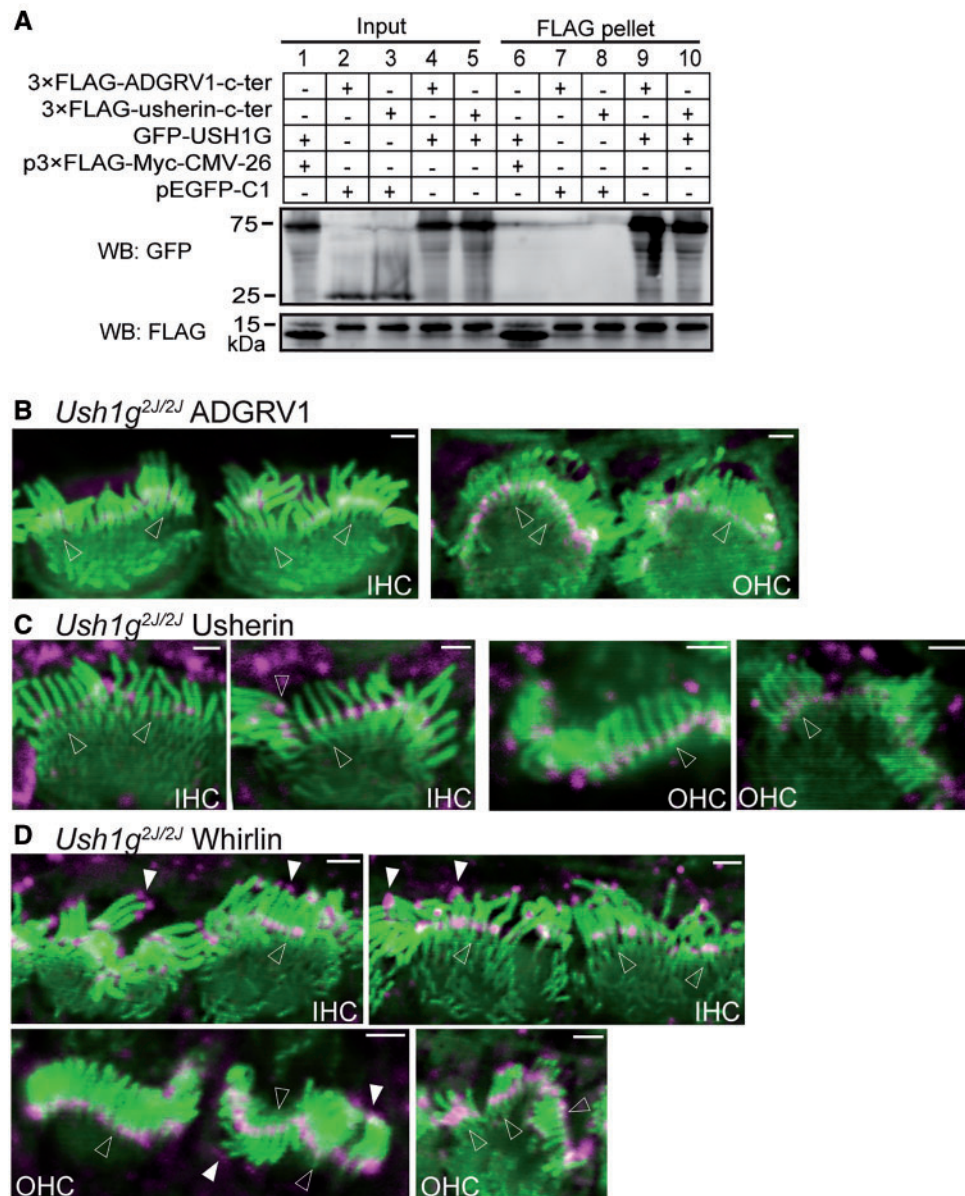 A
Input FLAG pellet
1 2 3 4 5 6 7 8 9 10
3×FLAG-ADGRV1-c-ter - + - + - - + - + -
3×FLAG-usherin-c-ter - - + - + - - + - +
GFP-USH1G + - - + + + - - + +
p3×FLAG-Myc-CMV-26 + - - - - + - - - -
pEGFP-C1 - + + - - - + + - -
WB: GFP 75
25
WB: FLAG 15
kDa
B Ush1g2J/2J ADGRV1
IHC OHC
C Ush1g2J/2J Usherin
IHC IHC OHC OHC
D Ush1g2J/2J Whirlin
IHC IHC
OHC OHC